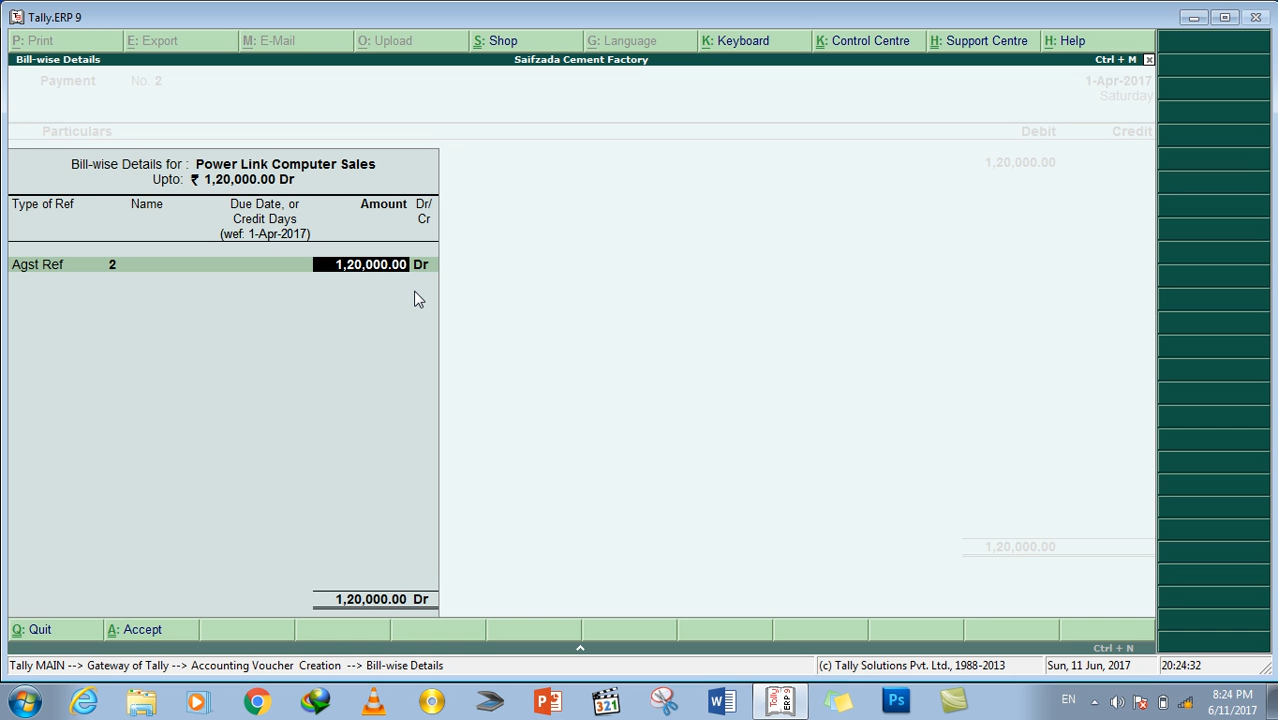 Tally.ERP 9
P: Print E: Export M: E-Mail O: Upload S: Shop G: Language K: Keyboard K: Control Centre H: Support Centre H: Help
Bill-wise Details Saifzada Cement Factory Ctrl + M
Payment No. 2 1-Apr-2017
Saturday
Particulars Debit Credit
1,20,000.00
Bill-wise Details for : Power Link Computer Sales
Upto: ₹ 1,20,000.00 Dr
Type of Ref Name Due Date, or Amount Dr/
Credit Days Cr
(wef: 1-Apr-2017)
Agst Ref 2 1,20,000.00 Dr
1,20,000.00
1,20,000.00 Dr
Q: Quit A: Accept
Ctrl + N
Tally MAIN --> Gateway of Tally --> Accounting Voucher Creation --> Bill-wise Details (c) Tally Solutions Pvt. Ltd., 1988-2013 Sun, 11 Jun, 2017 20:24:32
321 Tally ERP 9 Ps EN 8:24 PM
6/11/2017